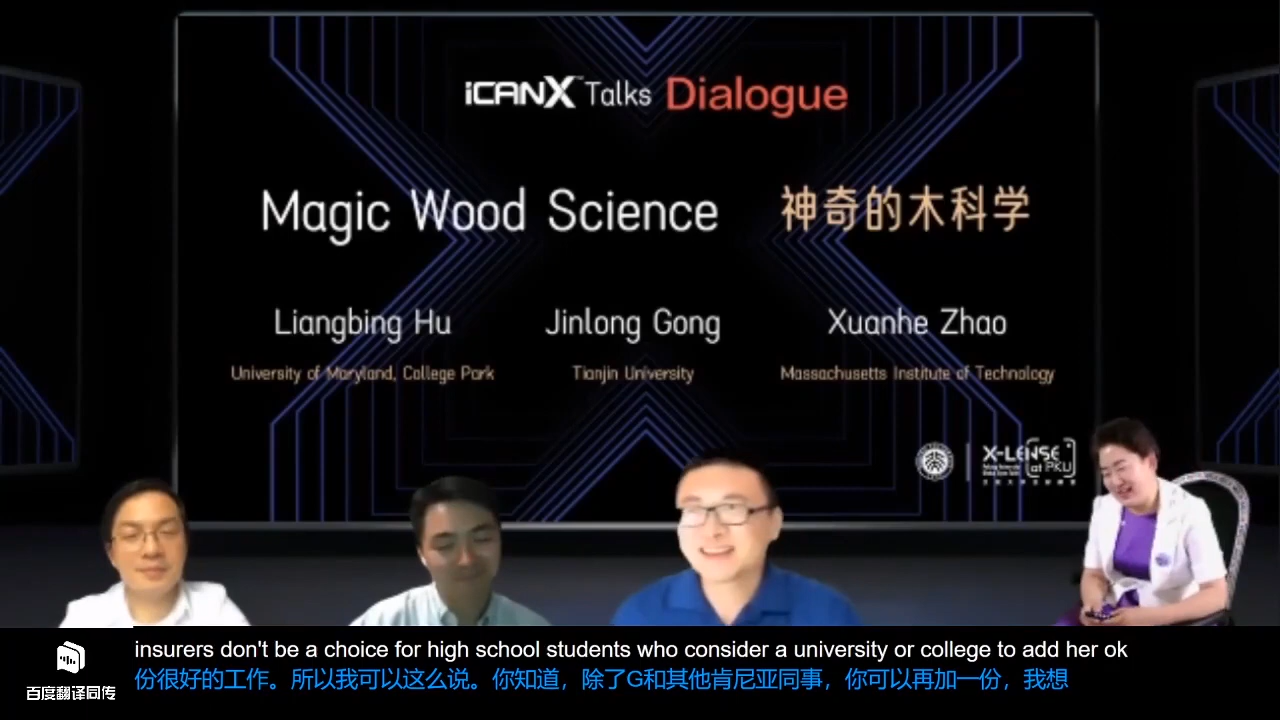 iCANX Talks Dialogue
Magic Wood Science 神奇的木科学
Liangbing Hu Jinlong Gong Xuanhe Zhao
University of Maryland, College Park Tianjin University Massachusetts Institute of Technology
X-LENSE
at PKU
insurers don't be a choice for high school students who consider a university or college to add her ok
份很好的工作。所以我可以这么说。你知道，除了G和其他肯尼亚同事，你可以再加一份，我想
百度翻译同传